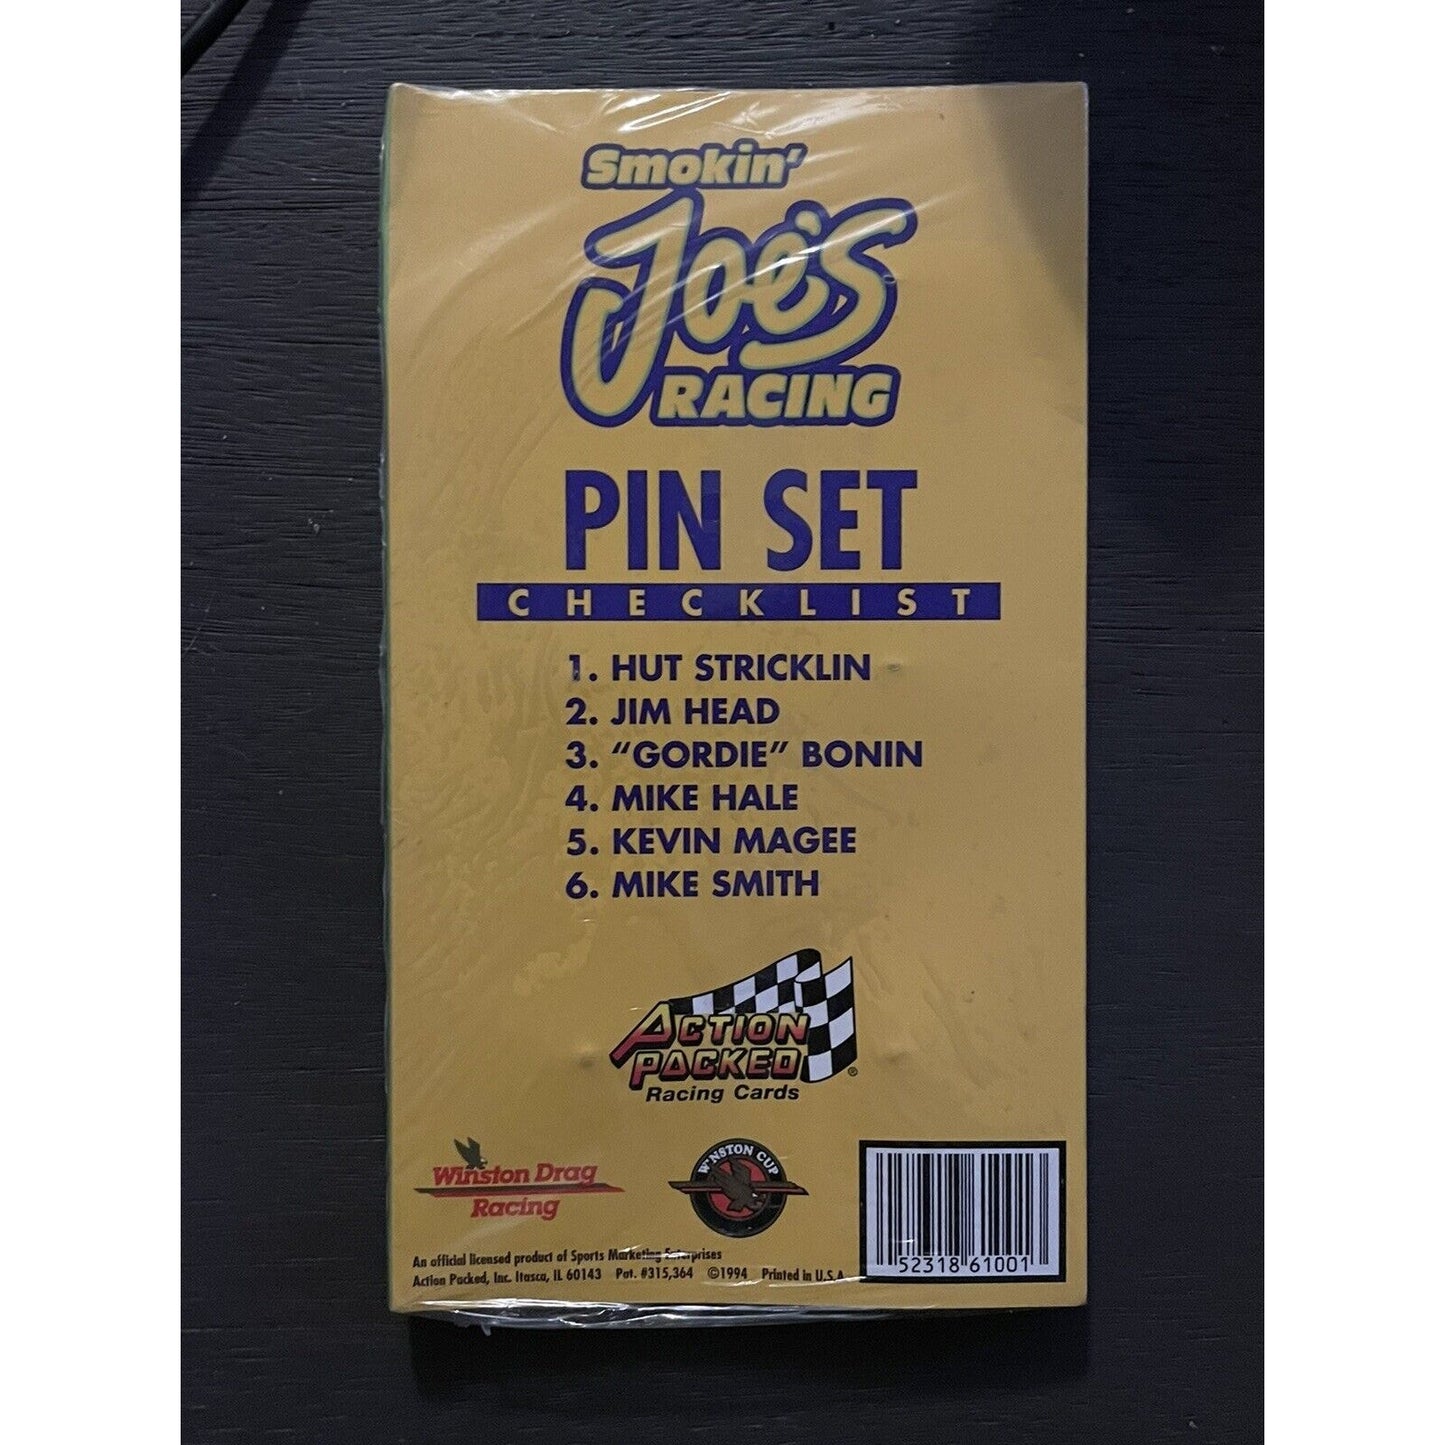 Smokin'
Joe's
RACING
PIN SET
CHECKLIST
1. HUT STRICKLIN
2. JIM HEAD
3. "GORDIE" BONIN
4. MIKE HALE
5. KEVIN MAGEE
6. MIKE SMITH
ACTION
PACKED
®
Racing Cards
Winston Drag
Racing
WINSTON CUP
An official licensed product of Sports Marketing Enterprises
Action Packed, Inc. Itasca, IL 60143 Pat. #315,364 ©1994 Printed in U.S.A.
52318 61001